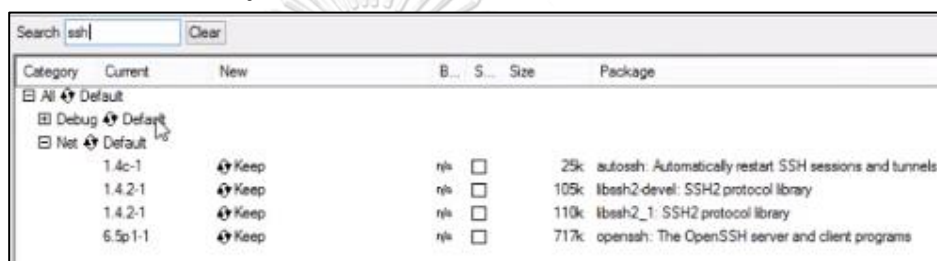 Search ssh Clear
Category Current New B... S... Size Package
All Default
Debug Default
Net Default
1.4c-1 Keep n/a 25k autossh: Automatically restart SSH sessions and tunnels
1.4.2-1 Keep n/a 105k libssh2-devel: SSH2 protocol library
1.4.2-1 Keep n/a 110k libssh2_1: SSH2 protocol library
6.5p1-1 Keep n/a 717k openssh: The OpenSSH server and client programs